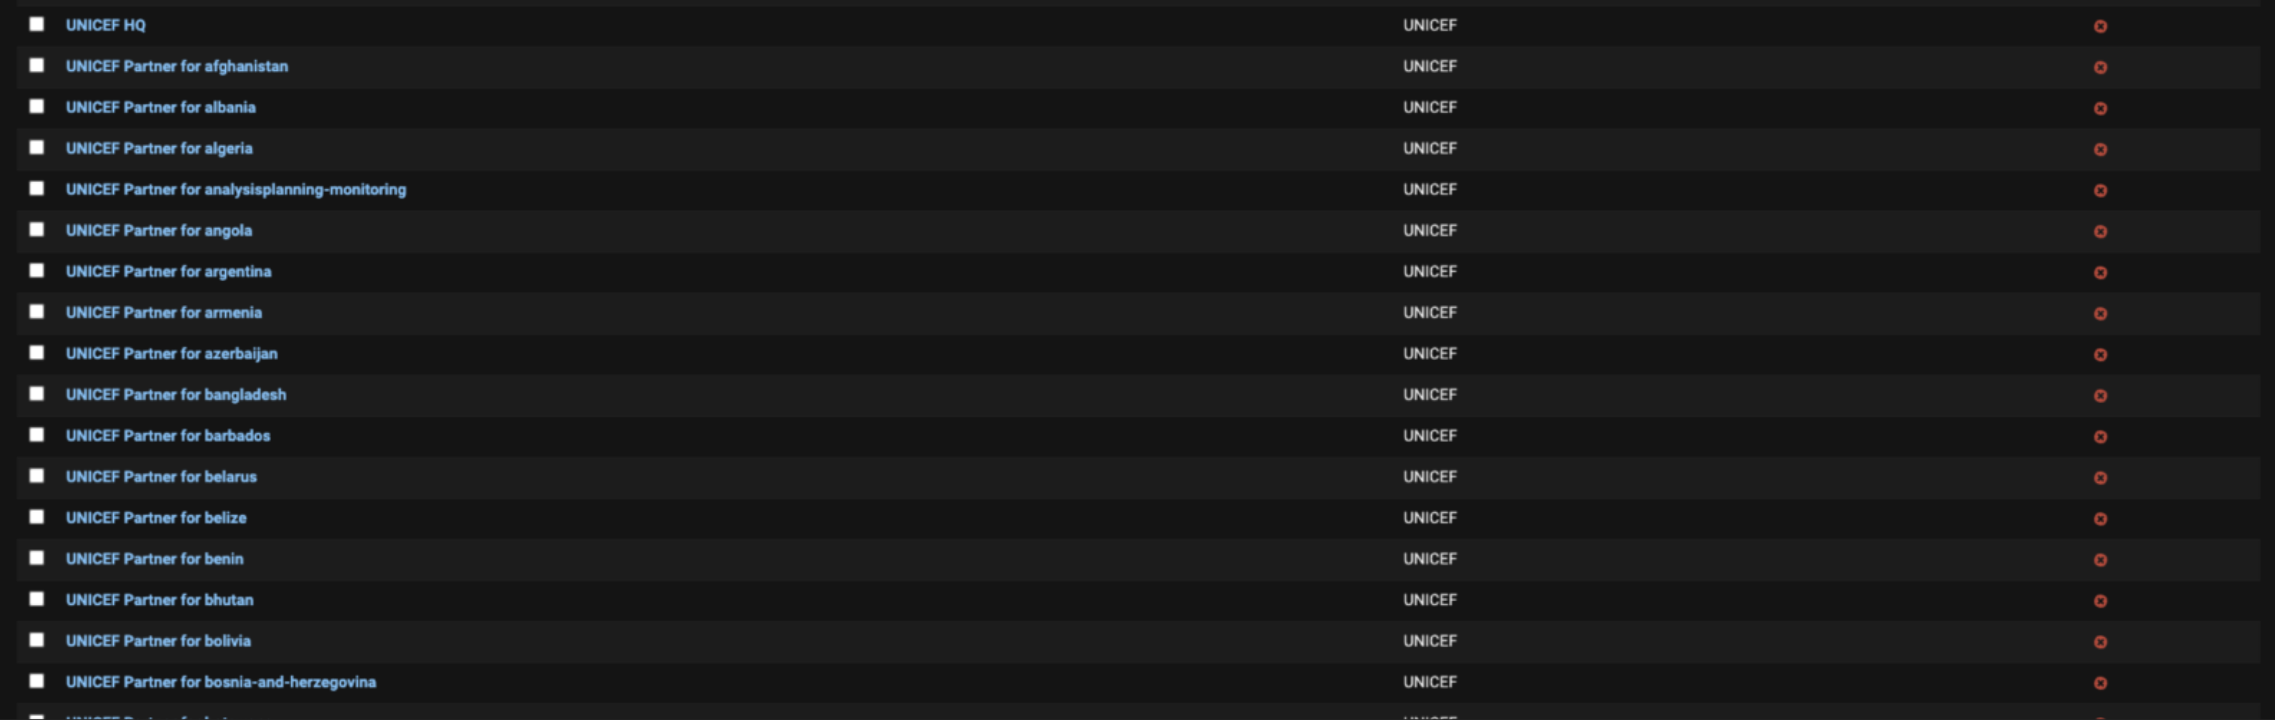 UNICEF HQ UNICEF
UNICEF Partner for afghanistan UNICEF
UNICEF Partner for albania UNICEF
UNICEF Partner for algeria UNICEF
UNICEF Partner for analysisplanning-monitoring UNICEF
UNICEF Partner for angola UNICEF
UNICEF Partner for argentina UNICEF
UNICEF Partner for armenia UNICEF
UNICEF Partner for azerbaijan UNICEF
UNICEF Partner for bangladesh UNICEF
UNICEF Partner for barbados UNICEF
UNICEF Partner for belarus UNICEF
UNICEF Partner for belize UNICEF
UNICEF Partner for benin UNICEF
UNICEF Partner for bhutan UNICEF
UNICEF Partner for bolivia UNICEF
UNICEF Partner for bosnia-and-herzegovina UNICEF
UNICEF Partner for UNICEF